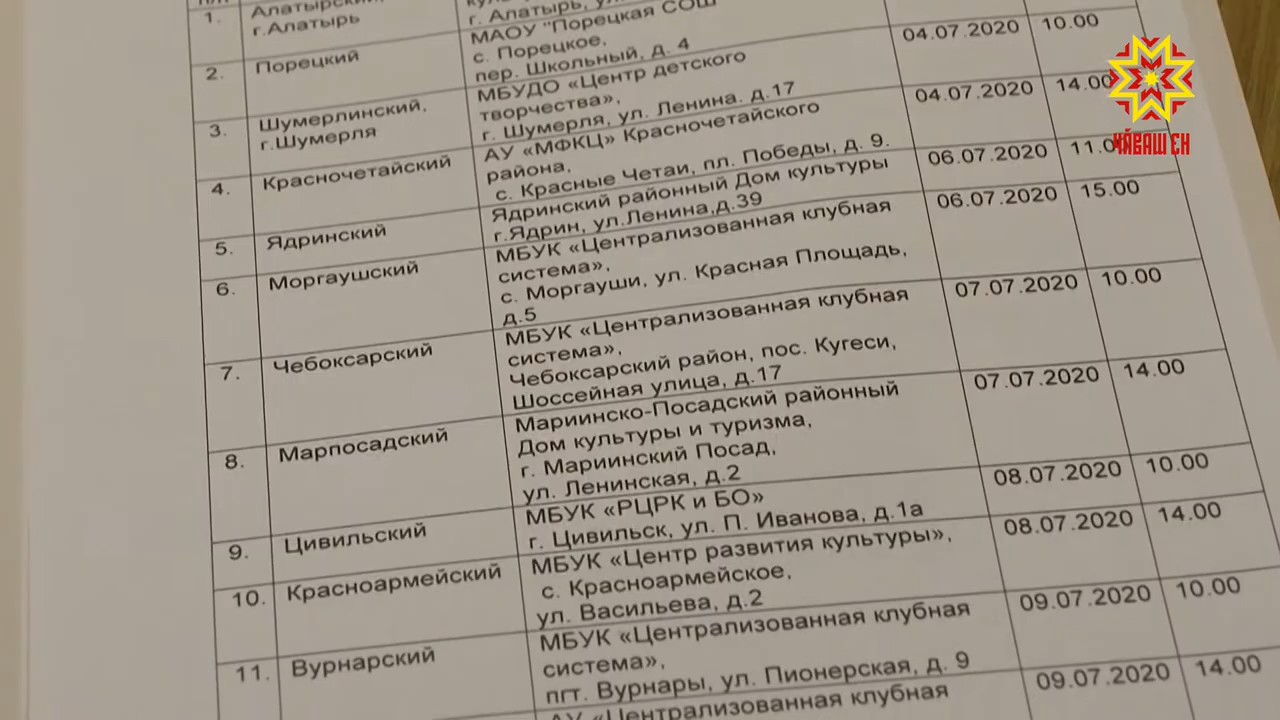 1.
Алатырский,
г.Алатырь
г. Алатырь,
2.
Порецкий
МАОУ "Порецкая СОШ
с. Порецкое,
пер. Школьный, д. 4
3.
Шумерлинский,
г.Шумерля
МБУДО «Центр детского
творчества»,
г. Шумерля, ул. Ленина. д.17
04.07.2020
10.00
4.
Красночетайский
АУ «МФКЦ» Красночетайского
района,
с. Красные Четаи, пл. Победы, д. 9.
04.07.2020
14.00
5.
Ядринский
Ядринский районный Дом культуры
г.Ядрин, ул.Ленина,д.39
06.07.2020
11.00
6.
Моргаушский
МБУК «Централизованная клубная
система»,
с. Моргауши, ул. Красная Площадь,
д.5
06.07.2020
15.00
7.
Чебоксарский
МБУК «Централизованная клубная
система»,
Чебоксарский район, пос. Кугеси,
Шоссейная улица, д.17
07.07.2020
10.00
8.
Марпосадский
Мариинско-Посадский районный
Дом культуры и туризма,
г. Мариинский Посад,
ул. Ленинская, д.2
07.07.2020
14.00
9.
Цивильский
МБУК «РЦРК и БО»
г. Цивильск, ул. П. Иванова, д.1а
08.07.2020
10.00
10.
Красноармейский
МБУК «Центр развития культуры»,
с. Красноармейское,
ул. Васильева, д.2
08.07.2020
14.00
11.
Вурнарский
МБУК «Централизованная клубная
система»,
пгт. Вурнары, ул. Пионерская, д. 9
09.07.2020
10.00
АУ «Централизованная клубная
09.07.2020
14.00
ЧӐВАШ ЕН